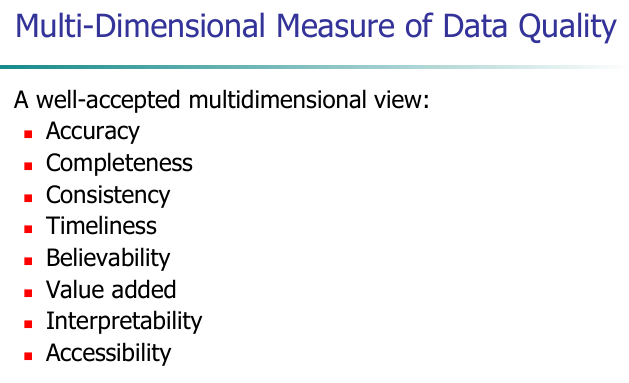 Multi-Dimensional Measure of Data Quality
A well-accepted multidimensional view:
Accuracy
Completeness
Consistency
Timeliness
Believability
Value added
Interpretability
Accessibility